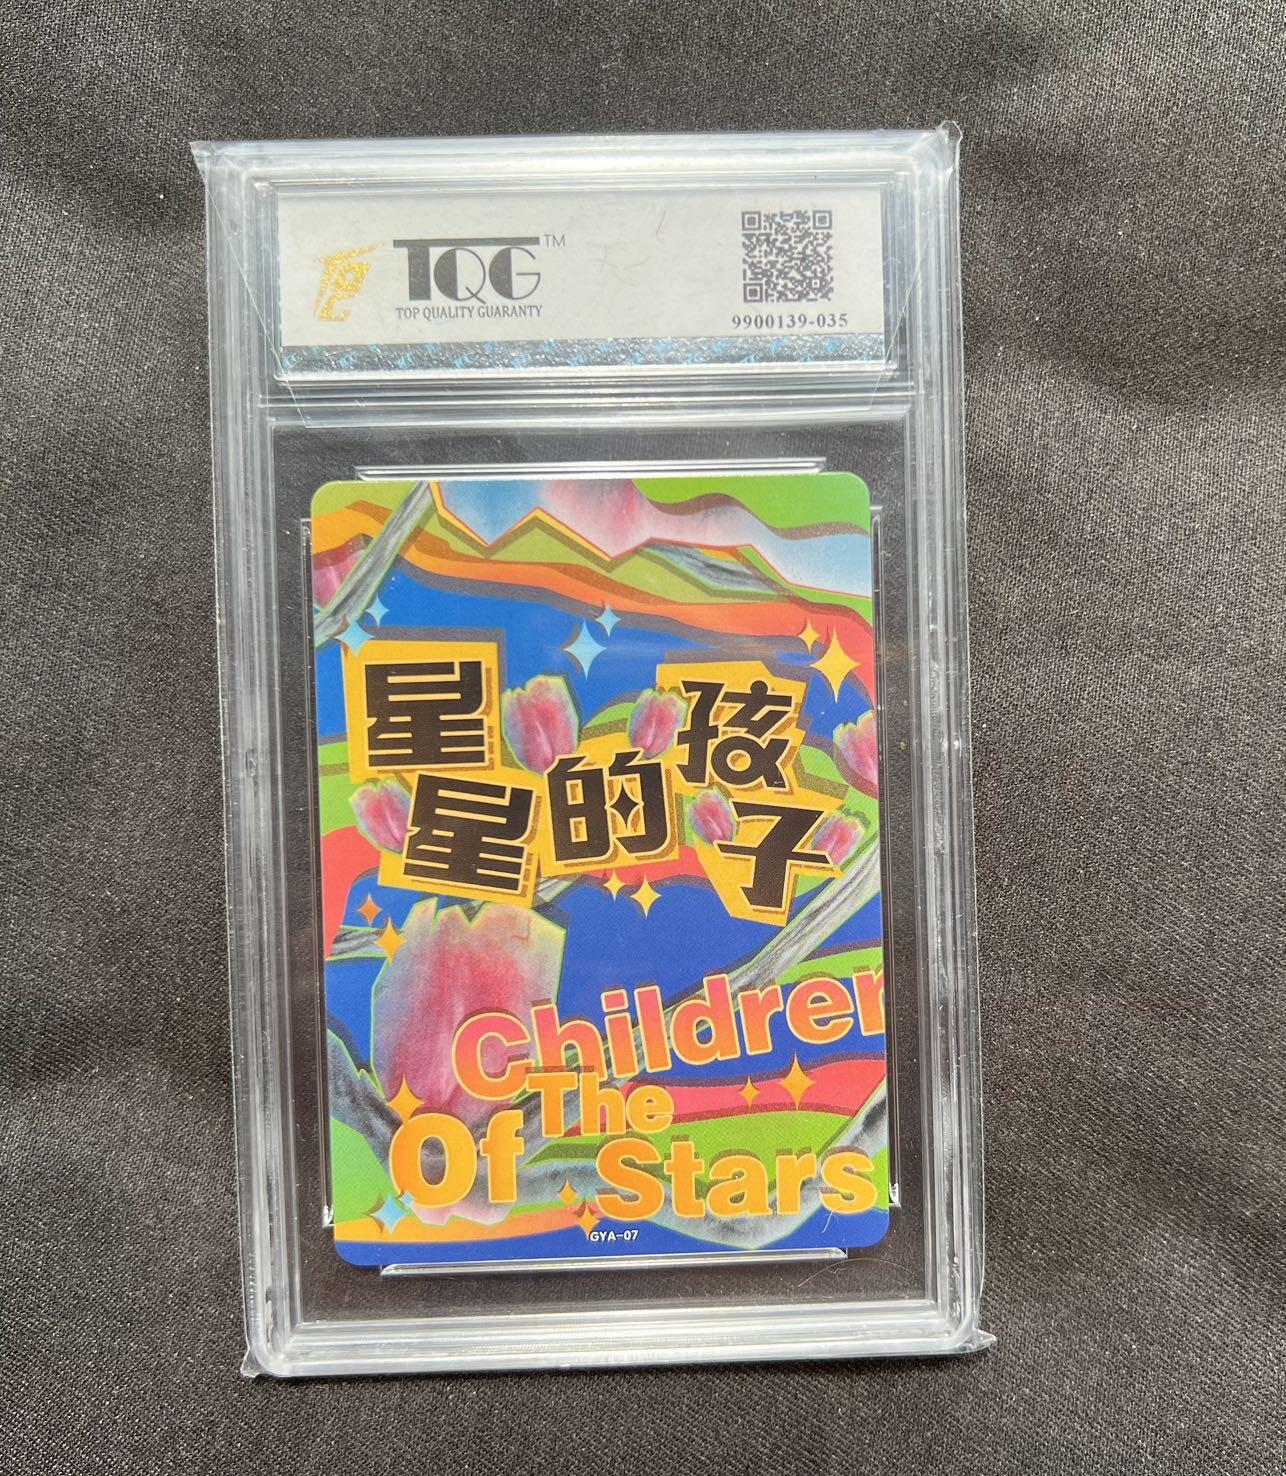 TQG™
TOP QUALITY GUARANTY
9900139-035
星星的孩子
Children
Of The Stars
GYA-07